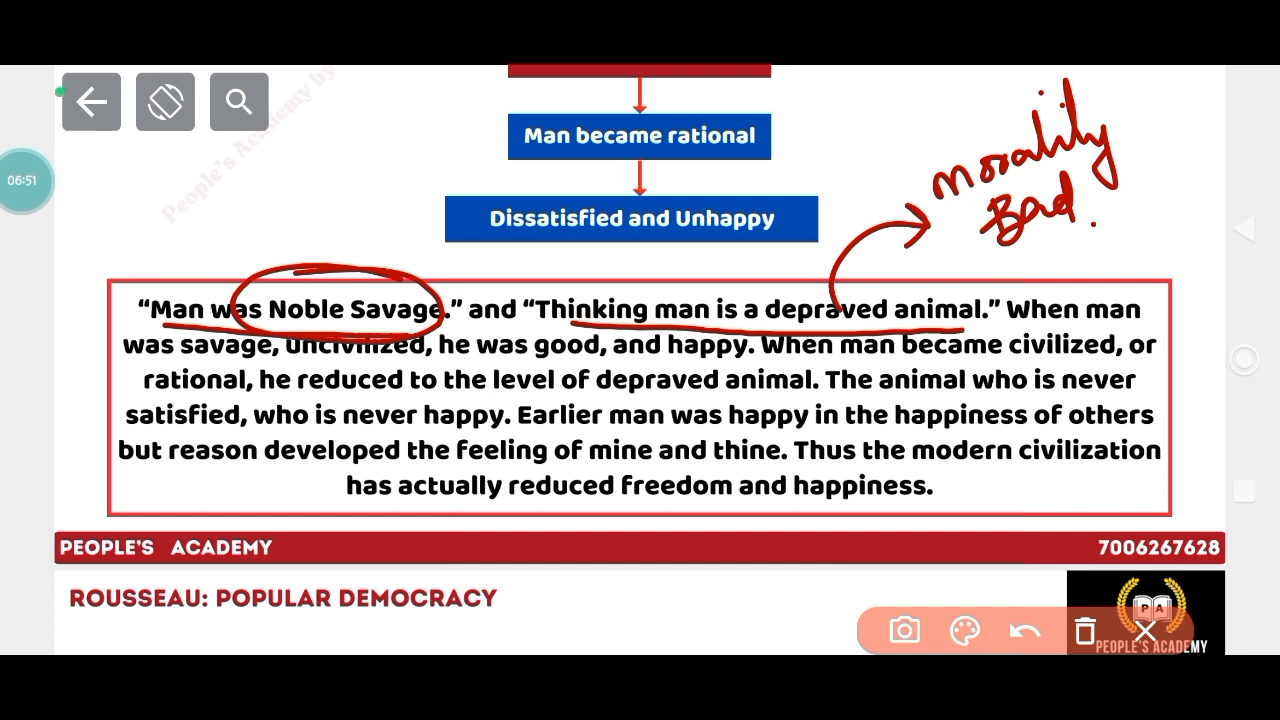 People's Academy by
Man became rational
06:51
Dissatisfied and Unhappy
Morality
Bad.
“Man was Noble Savage.” and “Thinking man is a depraved animal.” When man
was savage, uncivilized, he was good, and happy. When man became civilized, or
rational, he reduced to the level of depraved animal. The animal who is never
satisfied, who is never happy. Earlier man was happy in the happiness of others
but reason developed the feeling of mine and thine. Thus the modern civilization
has actually reduced freedom and happiness.
PEOPLE'S ACADEMY 7006267628
ROUSSEAU: POPULAR DEMOCRACY
P A
PEOPLE'S ACADEMY